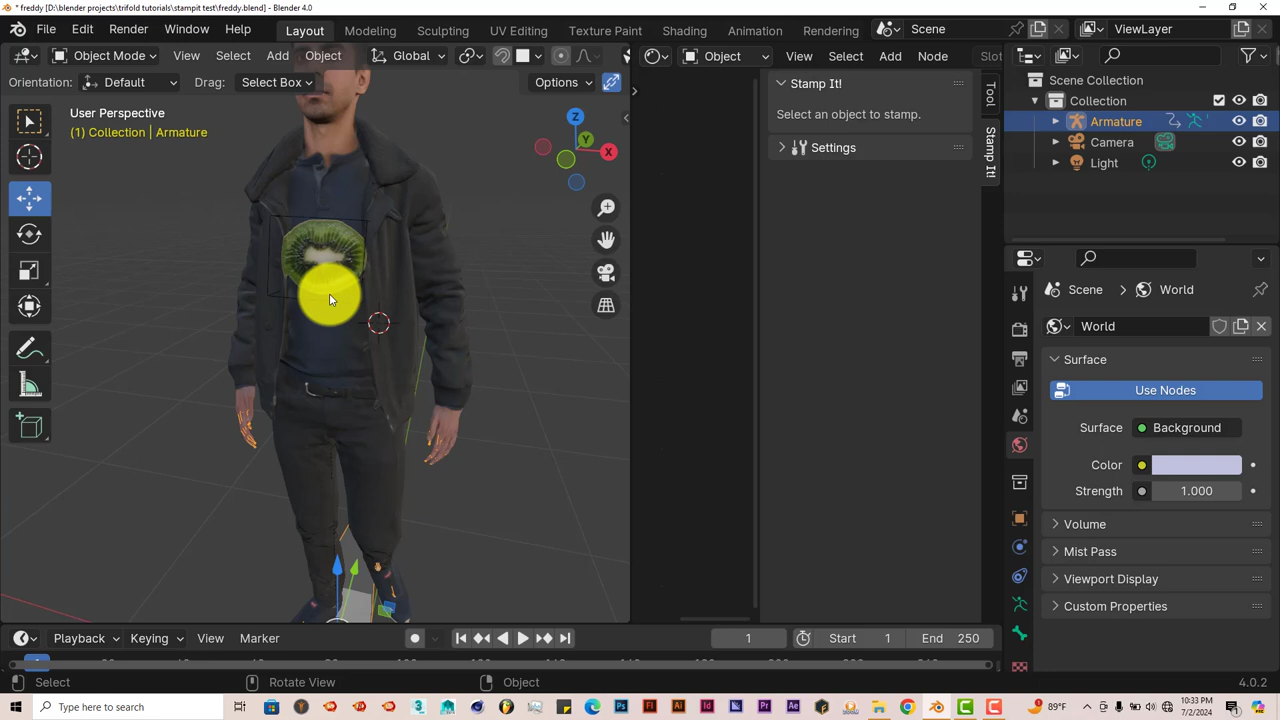 * freddy [D:\blender projects\trifold tutorials\stampit test\freddy.blend] - Blender 4.0
File Edit Render Window Help Layout Modeling Sculpting UV Editing Texture Paint Shading Animation Rendering Scene ViewLayer
Object Mode View Select Add Object Global Object View Select Add Node Slot
Orientation: Default Drag: Select Box Options
User Perspective
(1) Collection | Armature
Z
Y
X
Stamp It!
Select an object to stamp.
Settings
Tool
Stamp It!
Scene Collection
Collection
Armature
Camera
Light
Scene > World
World
Surface
Use Nodes
Surface: Background
Color
Strength 1.000
Volume
Mist Pass
Viewport Display
Custom Properties
Playback Keying View Marker 1 Start 1 End 250
Select Rotate View Object 4.0.2
Type here to search 89°F 10:33 PM
7/2/2024